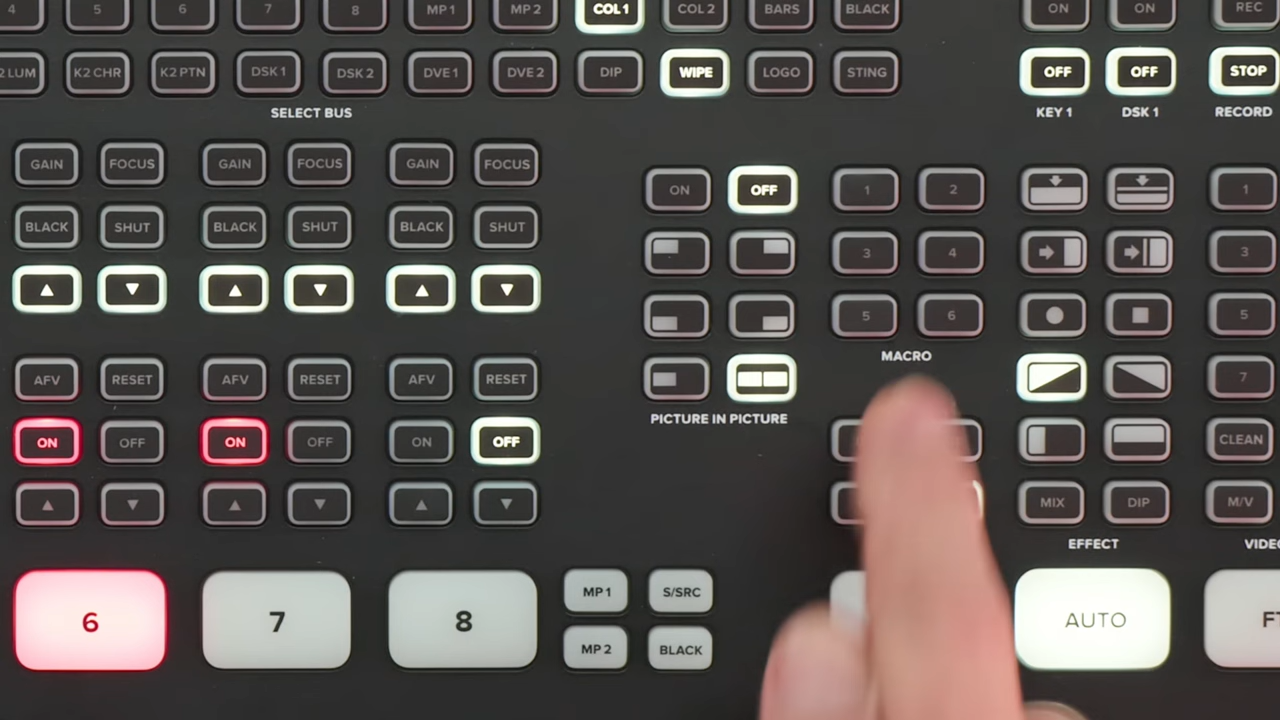 4 5 6 7 8 MP 1 MP 2 COL 1 COL 2 BARS BLACK ON ON REC
2 LUM K2 CHR K2 PTN DSK 1 DSK 2 DVE 1 DVE 2 DIP WIPE LOGO STING OFF OFF STOP
SELECT BUS KEY 1 DSK 1 RECORD
GAIN FOCUS GAIN FOCUS GAIN FOCUS ON OFF 1 2 1
BLACK SHUT BLACK SHUT BLACK SHUT 3 4 3
5 6 5
MACRO
AFV RESET AFV RESET AFV RESET 7
PICTURE IN PICTURE
ON OFF ON OFF ON OFF CLEAN
MIX DIP M/V
EFFECT VIDEO
6 7 8 MP 1 S/SRC AUTO
MP 2 BLACK